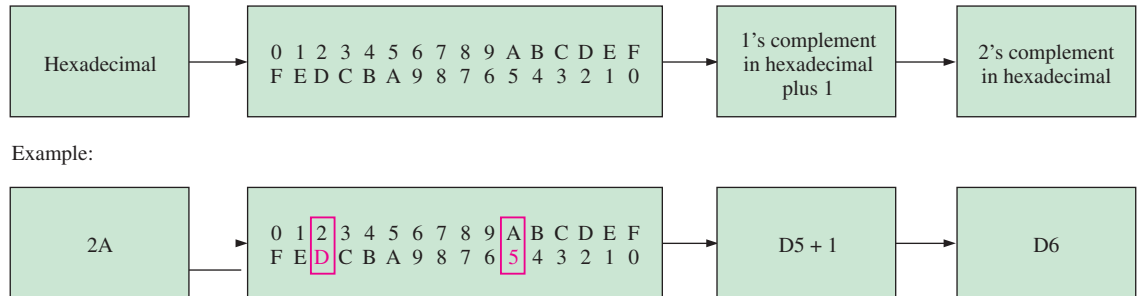 Hexadecimal
0 1 2 3 4 5 6 7 8 9 A B C D E F
F E D C B A 9 8 7 6 5 4 3 2 1 0
1's complement
in hexadecimal
plus 1
2's complement
in hexadecimal
Example:
2A
0 1 2 3 4 5 6 7 8 9 A B C D E F
F E D C B A 9 8 7 6 5 4 3 2 1 0
D5 + 1
D6